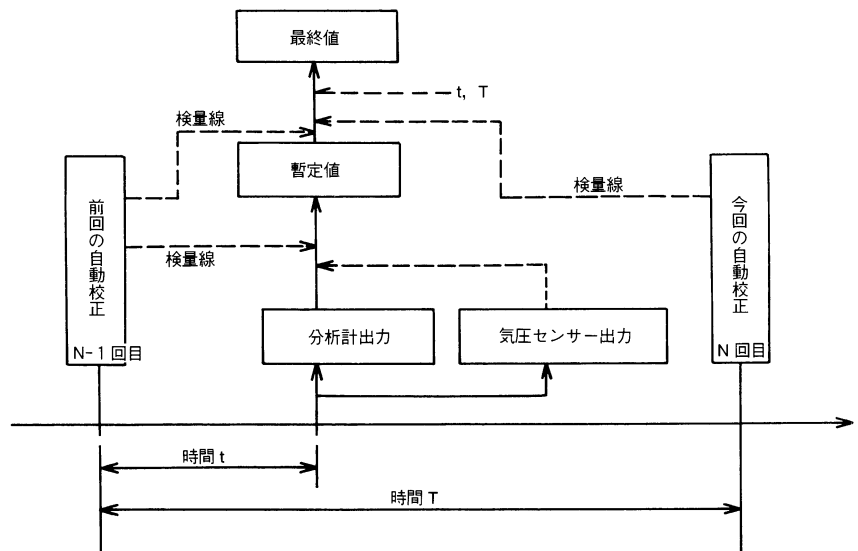 最終値
t, T
検量線
暫定値
検量線
前回の自動校正
N-1 回目
検量線
今回の自動校正
N 回目
分析計出力
気圧センサー出力
時間 t
時間 T